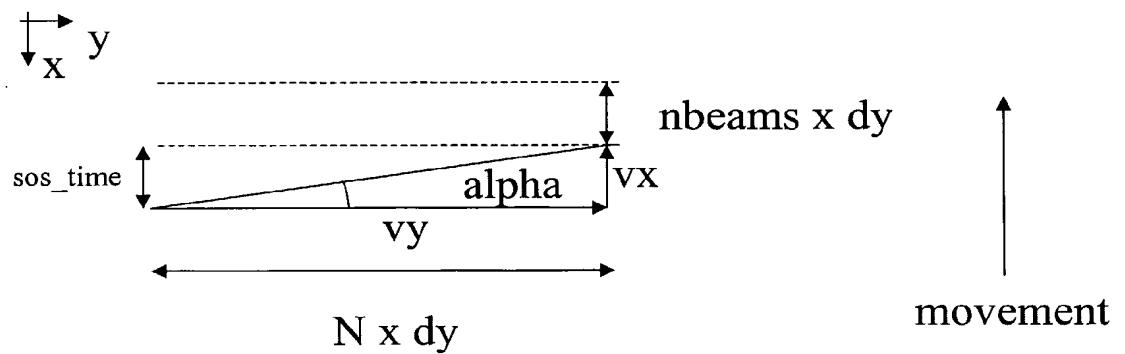 y
x
nbeams x dy
sos_time
alpha
vx
vy
N x dy
movement